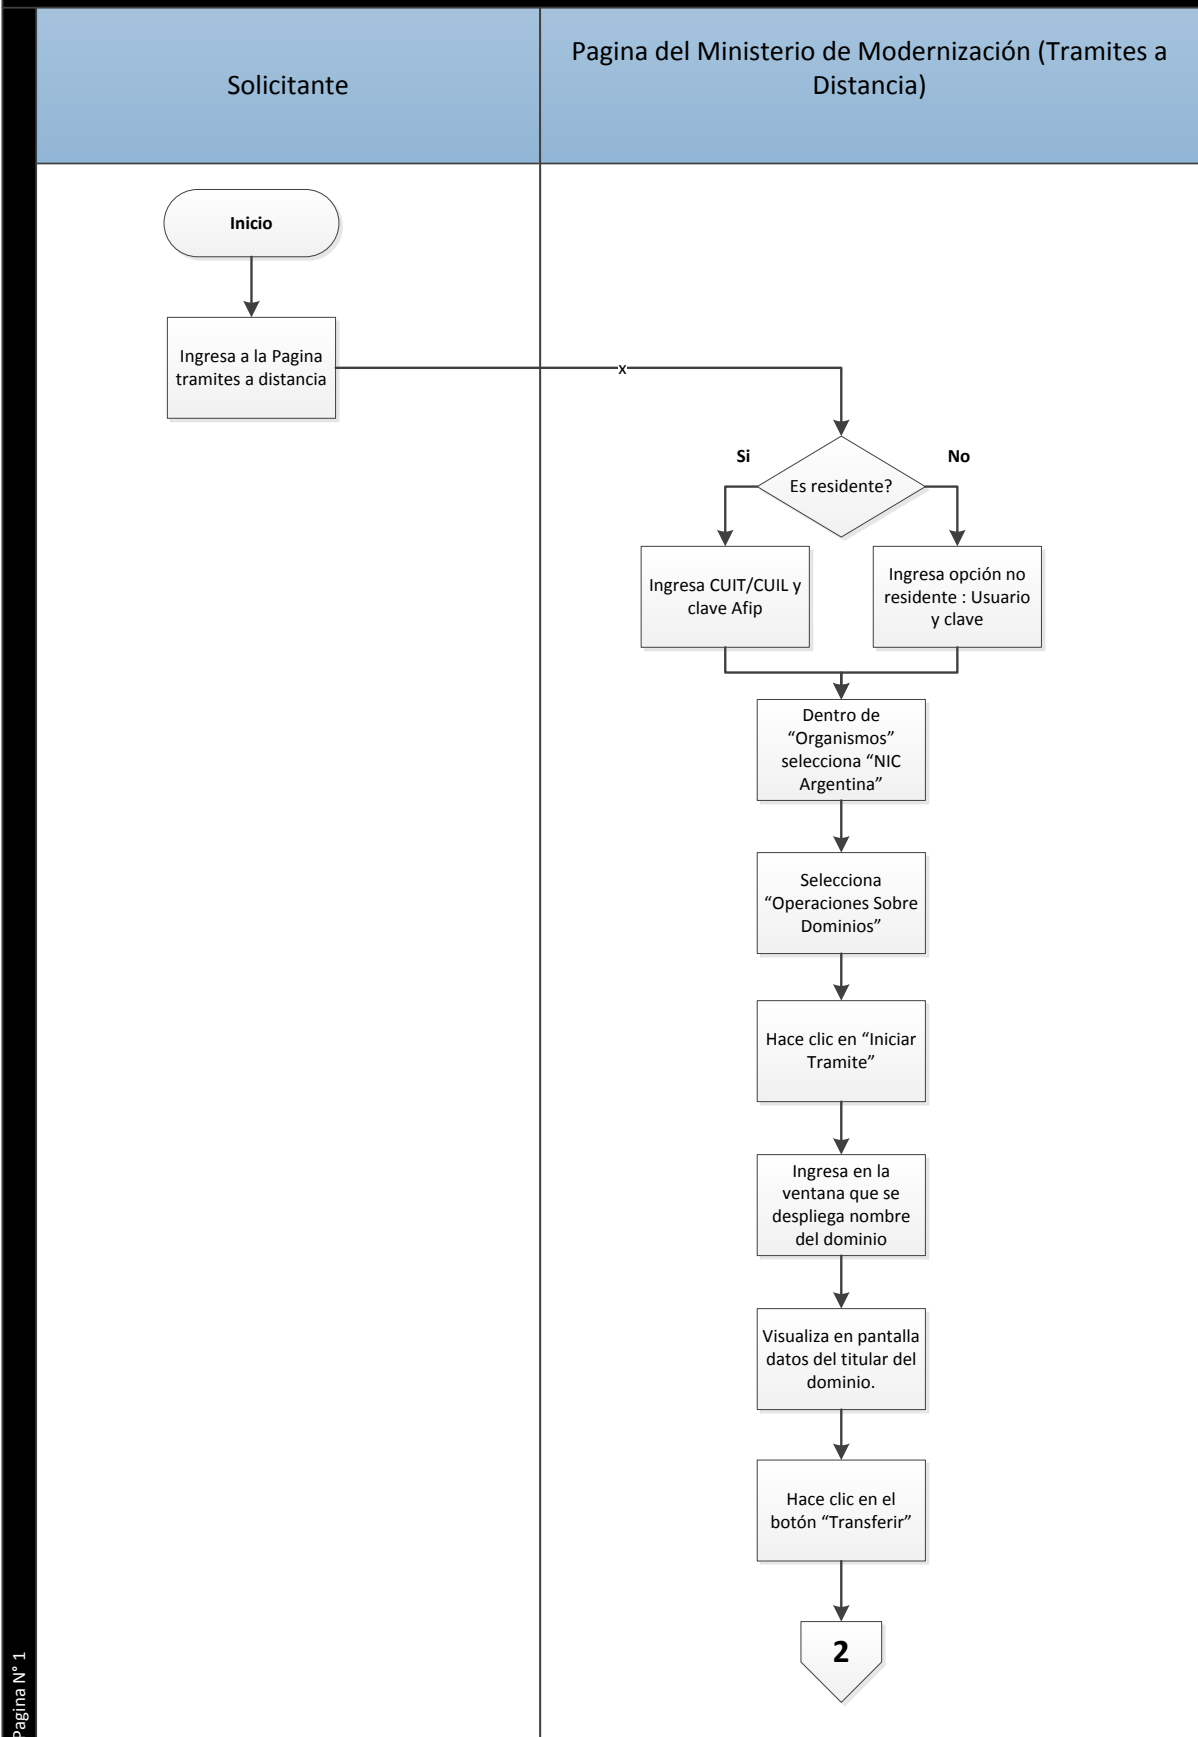 Solicitante
Pagina del Ministerio de Modernización (Tramites a
Distancia)
Inicio
Ingresa a la Pagina
tramites a distancia
x
Es residente?
Si
No
Ingresa CUIT/CUIL y
clave Afip
Ingresa opción no
residente : Usuario
y clave
Dentro de
“Organismos”
selecciona “NIC
Argentina”
Selecciona
“Operaciones Sobre
Dominios”
Hace clic en “Iniciar
Tramite”
Ingresa en la
ventana que se
despliega nombre
del dominio
Visualiza en pantalla
datos del titular del
dominio.
Hace clic en el
botón “Transferir”
2
Pagina N° 1